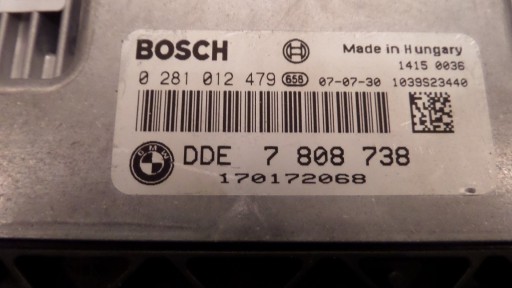 BOSCH
Made in Hungary
1415 0036
0 281 012 479 656 07-07-30 1039S23440
BMW
DDE 7 808 738
170172068